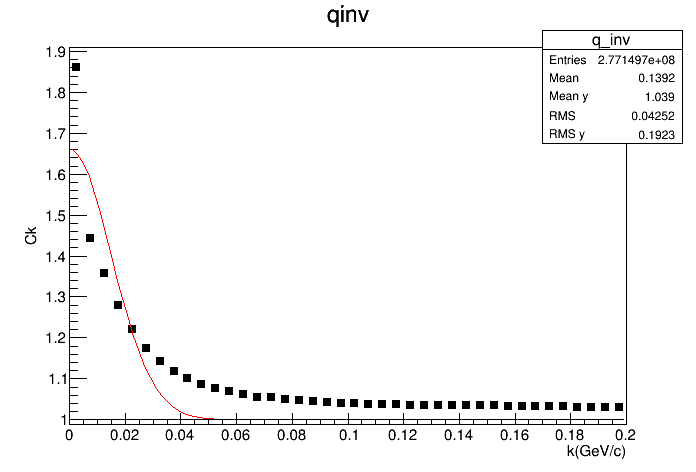 qinv
q_inv
Entries 2.771497e+08
Mean 0.1392
Mean y 1.039
RMS 0.04252
RMS y 0.1923
Ck
1.9
1.8
1.7
1.6
1.5
1.4
1.3
1.2
1.1
1
0 0.02 0.04 0.06 0.08 0.1 0.12 0.14 0.16 0.18 0.2
k(GeV/c)